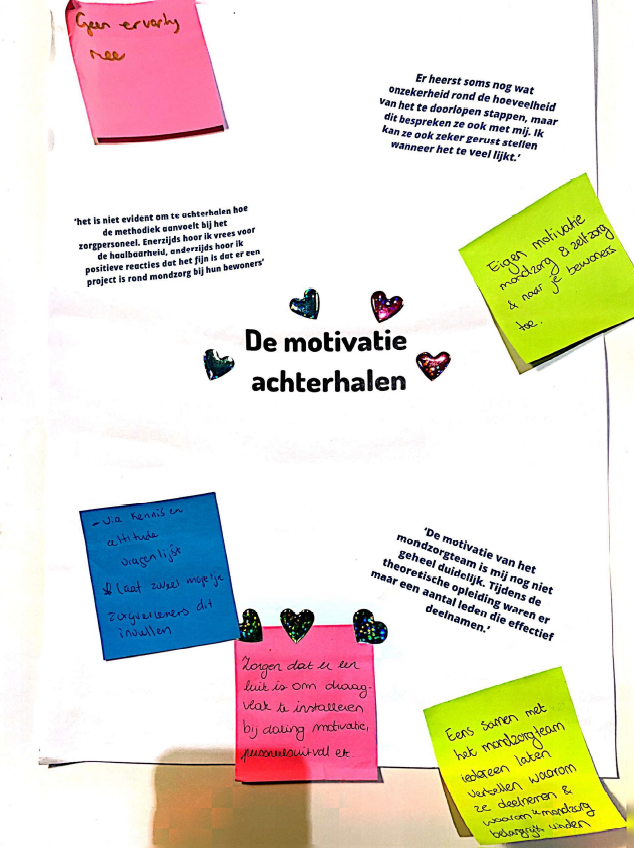 Geen ervaring
mee
Er heerst soms nog wat
onzekerheid rond de hoeveelheid
van het te doorlopen stappen, maar
dit bespreken ze ook met mij. Ik
kan ze ook zeker gerust stellen
wanneer het te veel lijkt.'
'het is niet evident om te achterhalen hoe
de methodiek aanvoelt bij het
zorgpersoneel. Enerzijds hoor ik vrees voor
de haalbaarheid, anderzijds hoor ik
positieve reacties dat het fijn is dat er een
project is rond mondzorg bij hun bewoners'
Eigen motivatie
mondzorg & zelfzorg
& naar je bewoners
toe.
De motivatie
achterhalen
- via kennis en
attitude
vragenlijst
Laat zoveel mogelijk
zorgverleners dit
invullen
'De motivatie van het
mondzorgteam is mij nog niet
geheel duidelijk. Tijdens de
theoretische opleiding waren er
maar een aantal leden die effectief
deelnamen.'
Zorgen dat er een
luik is om draag-
vlak te installeren
bij daling motivatie,
personeelsuitval etc
Eens samen met
het mondzorgteam
iedereen laten
vertellen waarom
ze deelnemen &
waarom ze mondzorg
belangrijk vinden